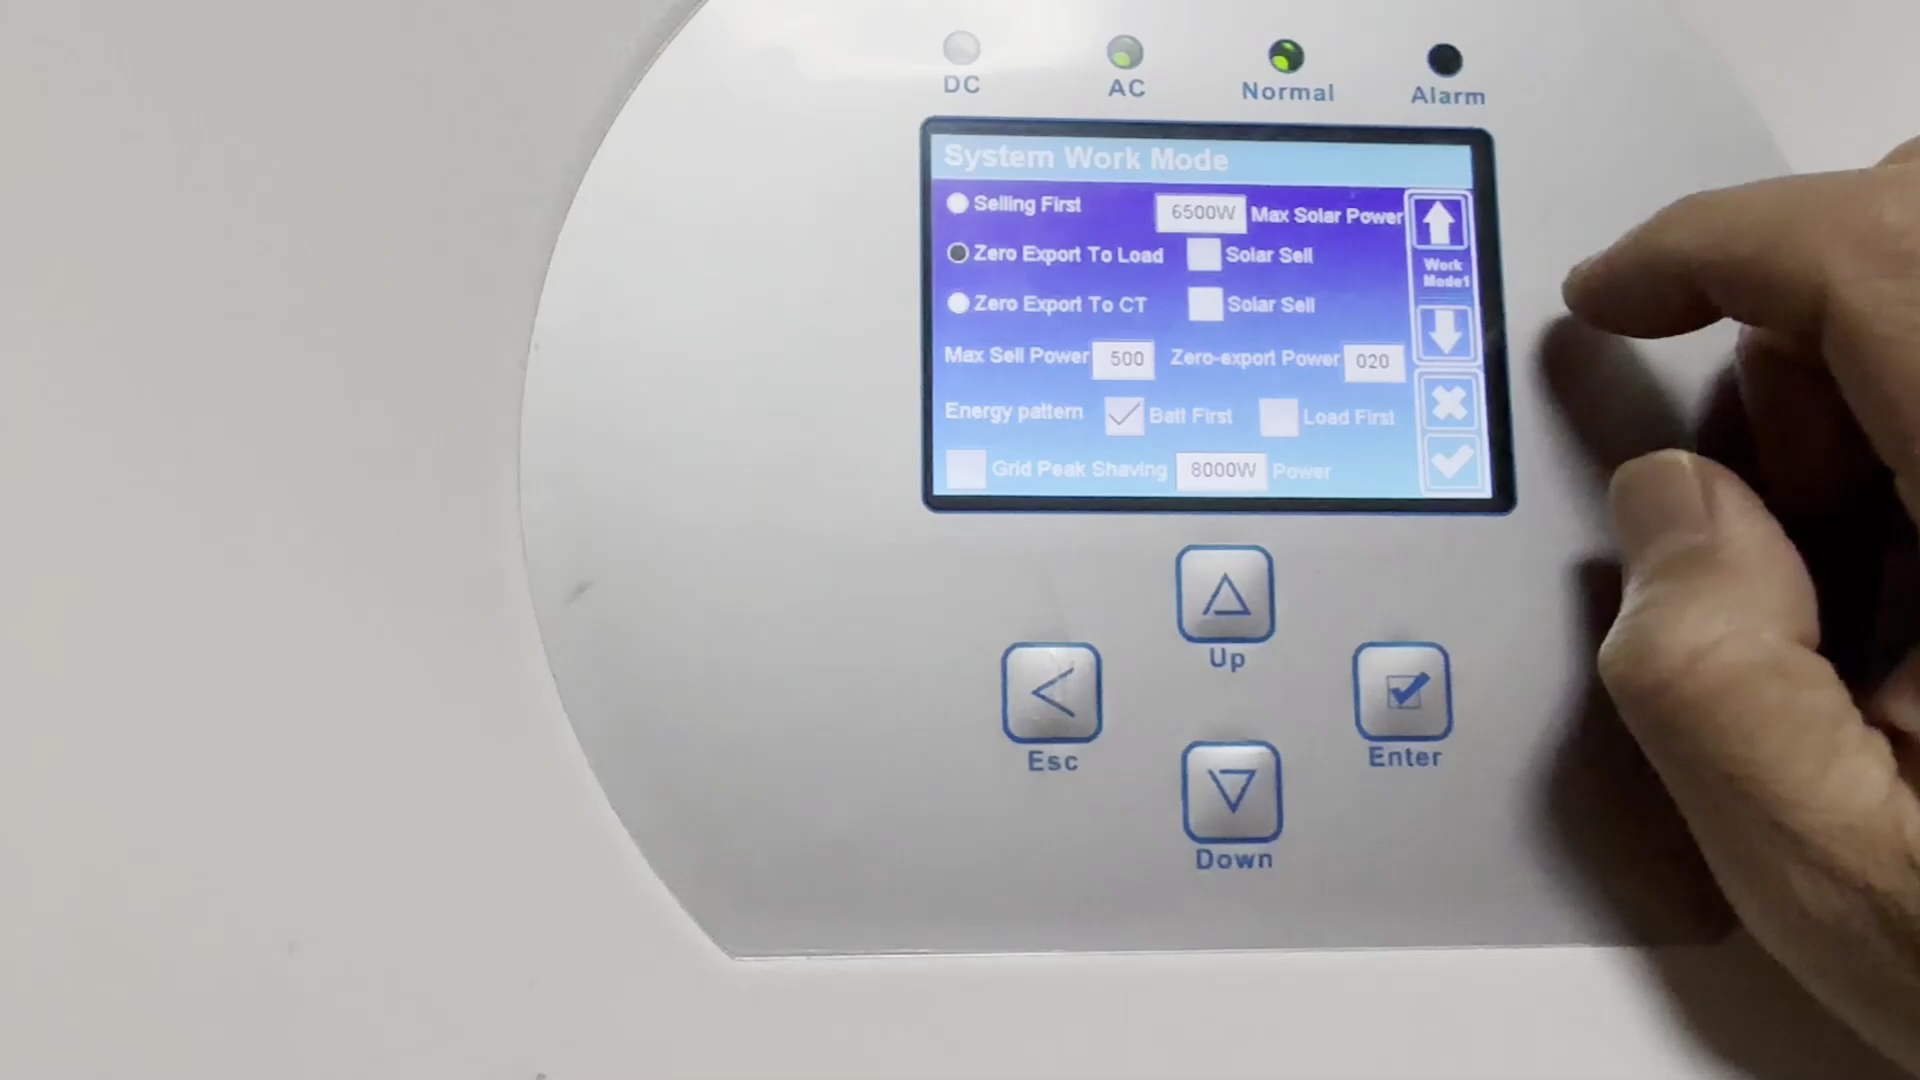 DC AC Normal Alarm
System Work Mode
Selling First 6500W Max Solar Power
Zero Export To Load Solar Sell
Work
Mode1
Zero Export To CT Solar Sell
Max Sell Power 500 Zero-export Power 020
Energy pattern Batt First Load First
Grid Peak Shaving 8000W Power
Up
Esc
Enter
Down